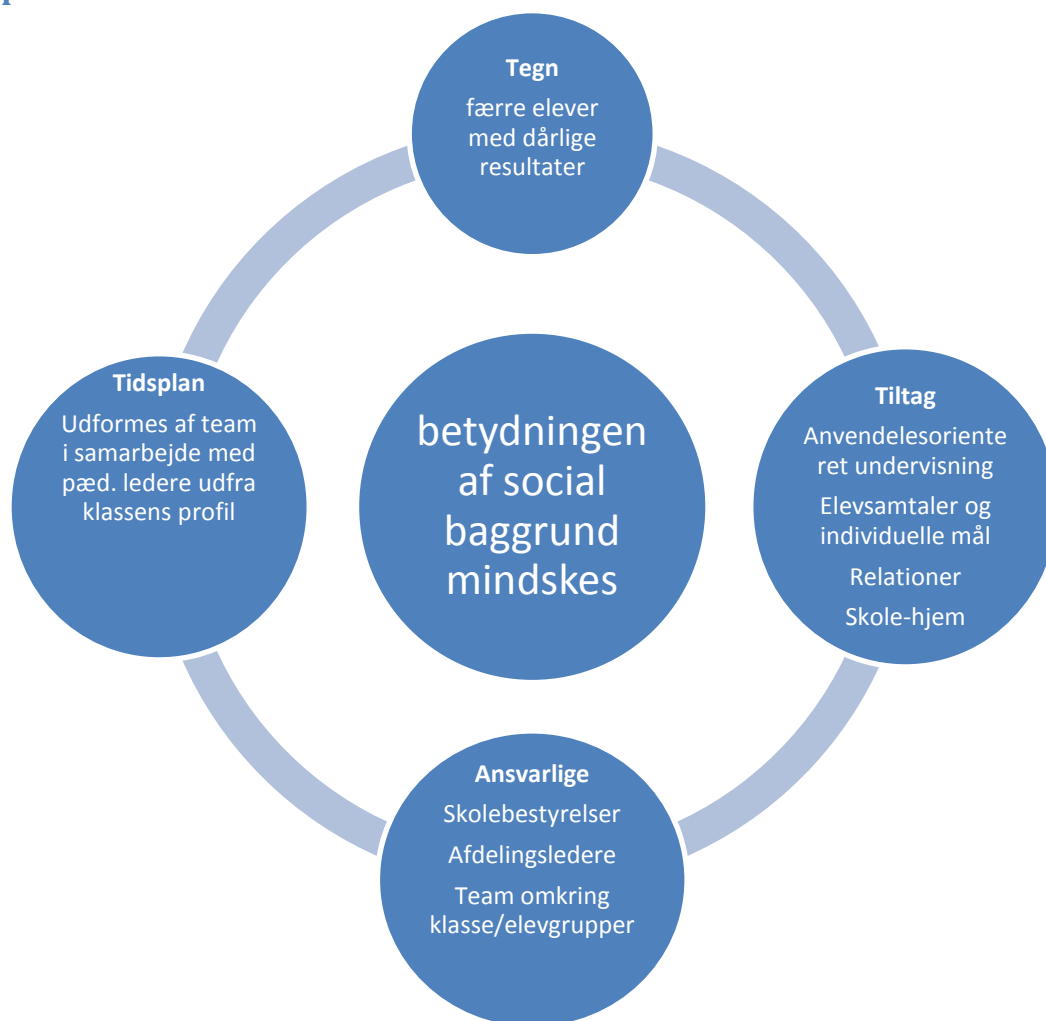 Tegn
færre elever
med dårlige
resultater
Tiltag
Anvendelesoriente
ret undervisning
Elevsamtaler og
individuelle mål
Relationer
Skole-hjem
Ansvarlige
Skolebestyrelser
Afdelingsledere
Team omkring
klasse/elevgrupper
Tidsplan
Udformes af team
i samarbejde med
pæd. ledere udfra
klassens profil
betydningen
af social
baggrund
mindskes